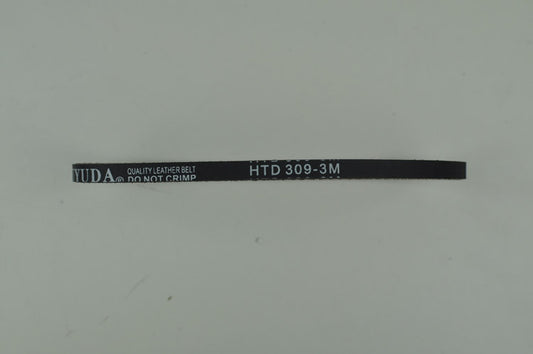 YUDA®
QUALITY LEATHER BELT
DO NOT CRIMP
HTD 309-3M